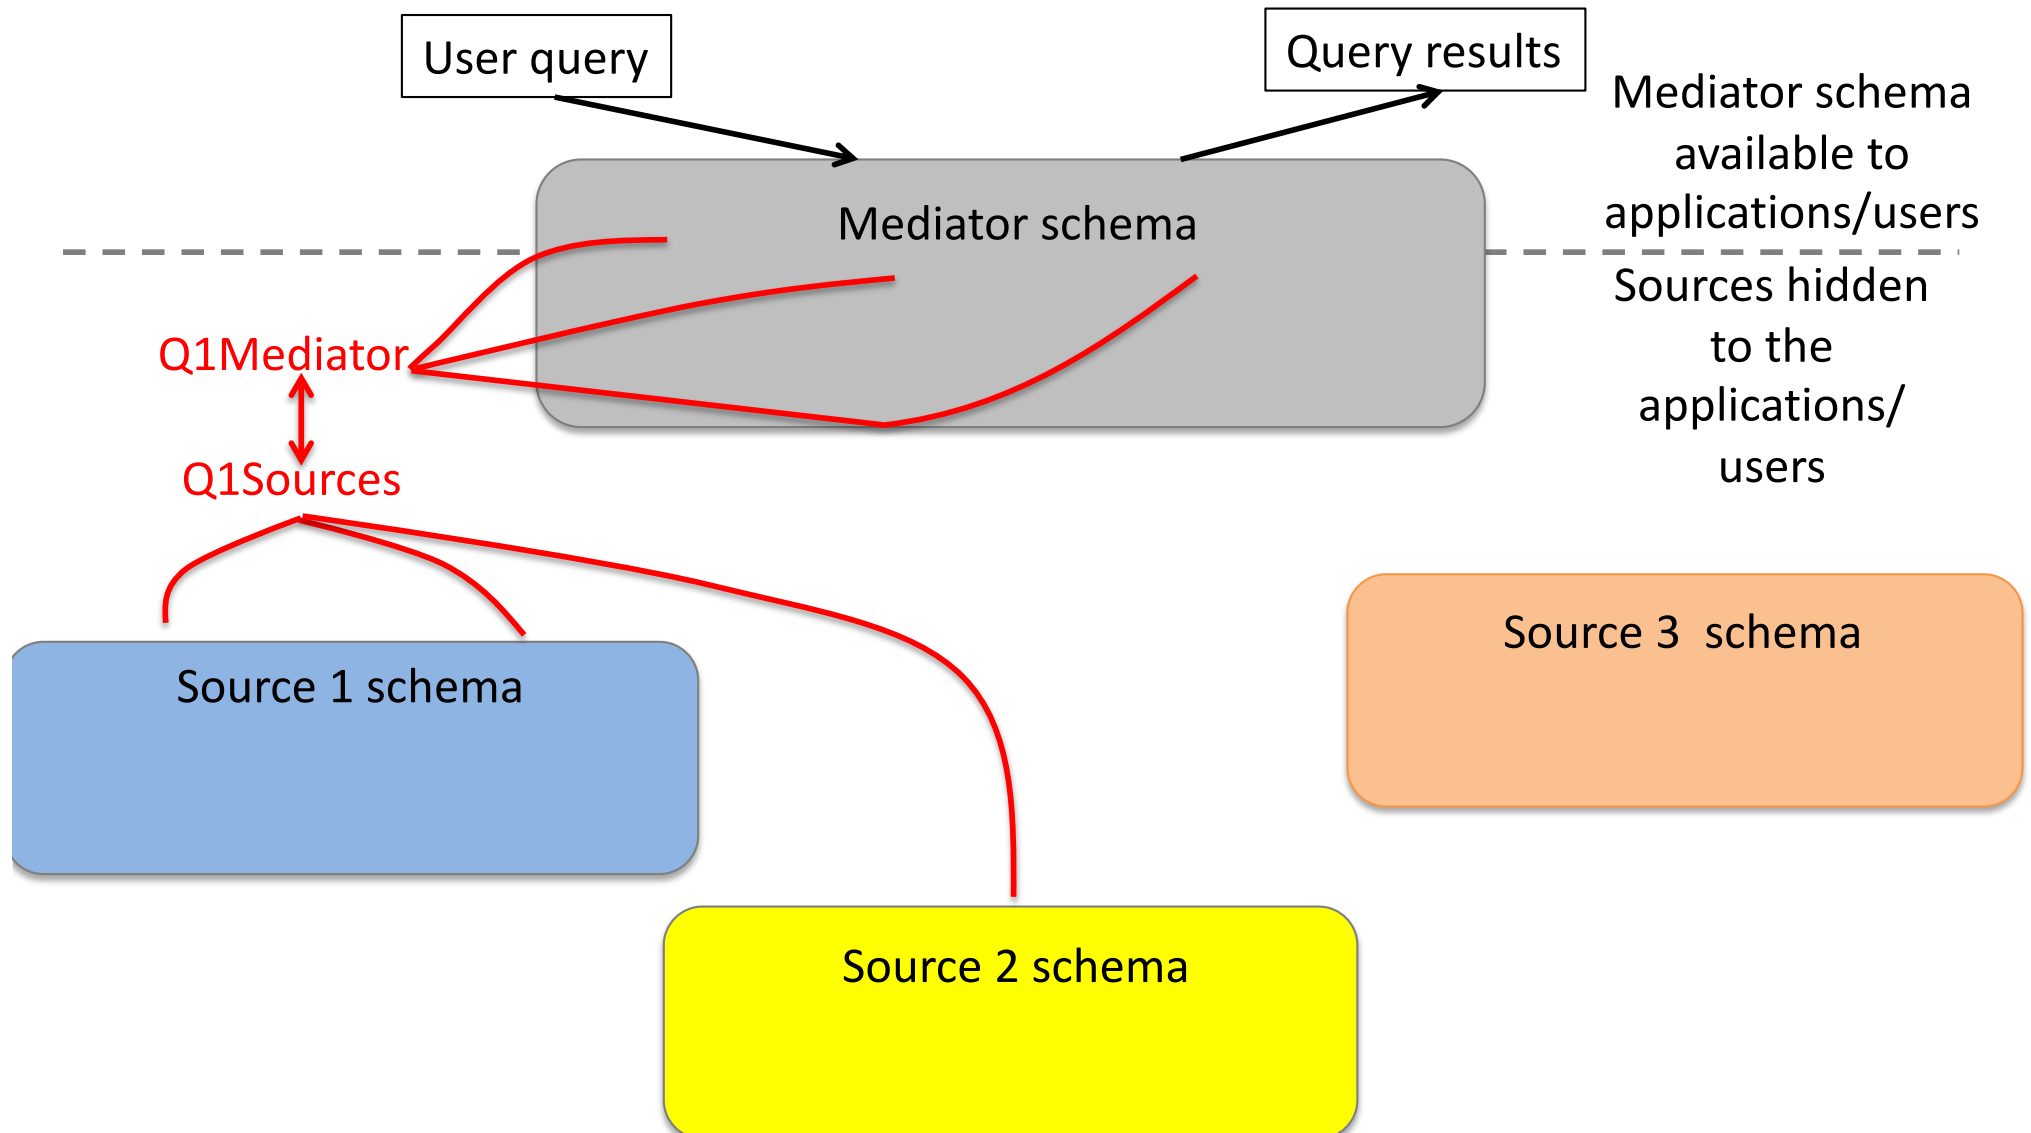 User query
Query results
Mediator schema
available to
applications/users
Mediator schema
Sources hidden
to the
applications/
users
Q1Mediator
Q1Sources
Source 3  schema
Source 1 schema
Source 2 schema